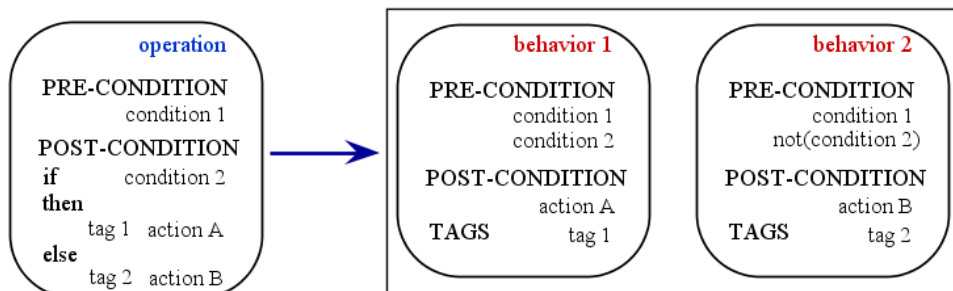 operation
PRE-CONDITION
condition 1
POST-CONDITION
if condition 2
then
tag 1 action A
else
tag 2 action B
behavior 1
PRE-CONDITION
condition 1
condition 2
POST-CONDITION
action A
TAGS tag 1
behavior 2
PRE-CONDITION
condition 1
not(condition 2)
POST-CONDITION
action B
TAGS tag 2